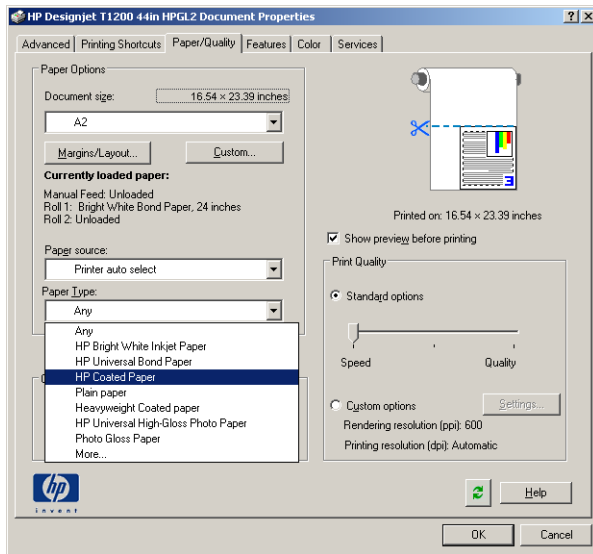 HP Designjet T1200 44in HPGL2 Document Properties
Advanced Printing Shortcuts Paper/Quality Features Color Services
Paper Options
Document size: 16.54 × 23.39 inches
A2
Margins/Layout... Custom...
Currently loaded paper:
Manual Feed: Unloaded
Roll 1: Bright White Bond Paper, 24 inches
Roll 2: Unloaded
Paper source:
Printer auto select
Paper Type:
Any
Any
HP Bright White Inkjet Paper
HP Universal Bond Paper
HP Coated Paper
Plain paper
Heavyweight Coated paper
HP Universal High-Gloss Photo Paper
Photo Gloss Paper
More...
Printed on: 16.54 × 23.39 inches
Show preview before printing
Print Quality
Standard options
Speed Quality
Custom options Settings...
Rendering resolution (ppi): 600
Printing resolution (dpi): Automatic
hp
invent
Help
OK Cancel